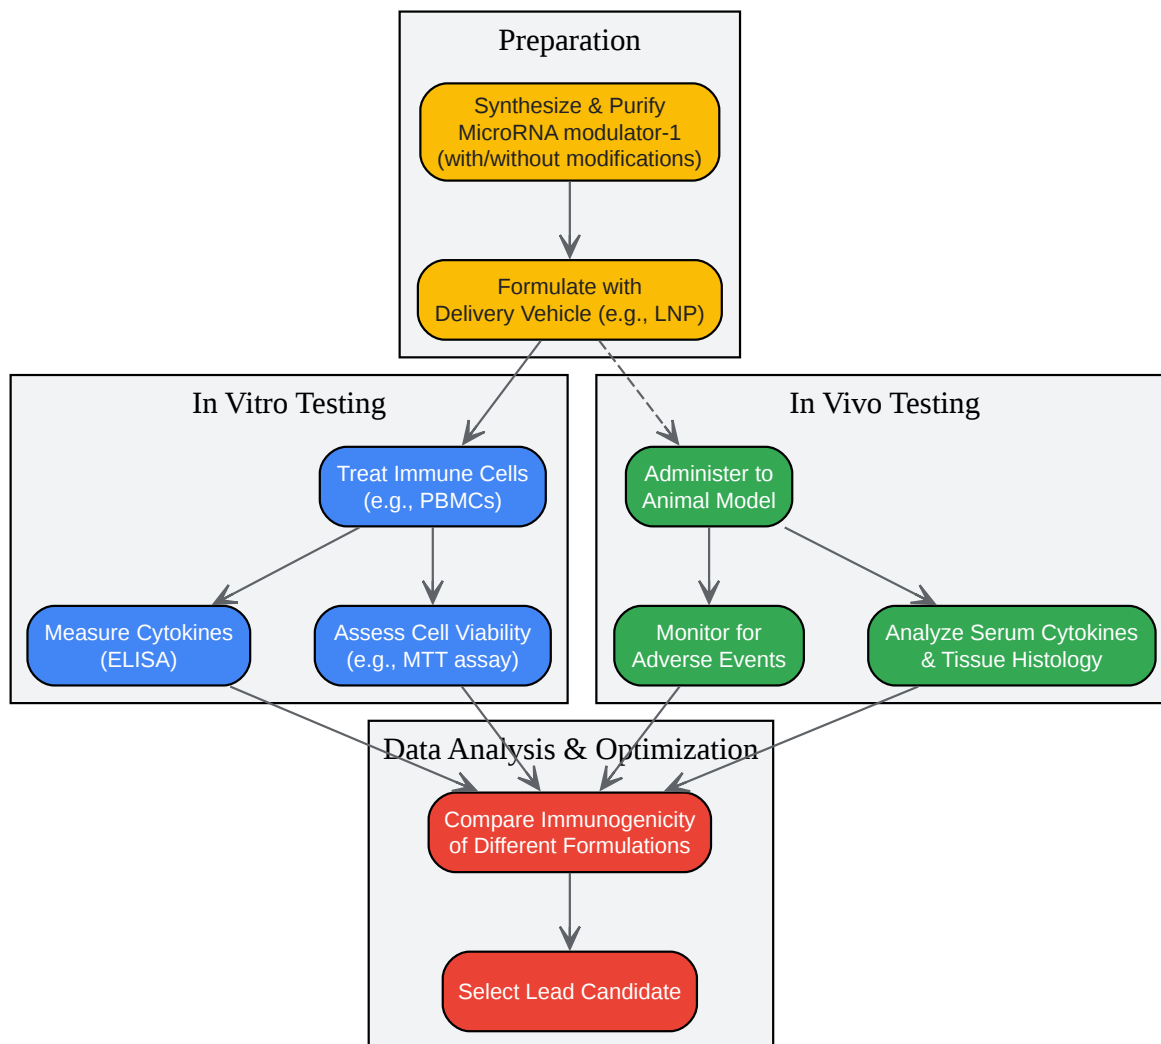 Preparation
Synthesize & Purify
MicroRNA modulator-1
(with/without modifications)
Formulate with
Delivery Vehicle (e.g., LNP)
In Vitro Testing
Treat Immune Cells
(e.g., PBMCs)
Measure Cytokines
(ELISA)
Assess Cell Viability
(e.g., MTT assay)
In Vivo Testing
Administer to
Animal Model
Monitor for
Adverse Events
Analyze Serum Cytokines
& Tissue Histology
Data Analysis & Optimization
Compare Immunogenicity
of Different Formulations
Select Lead Candidate